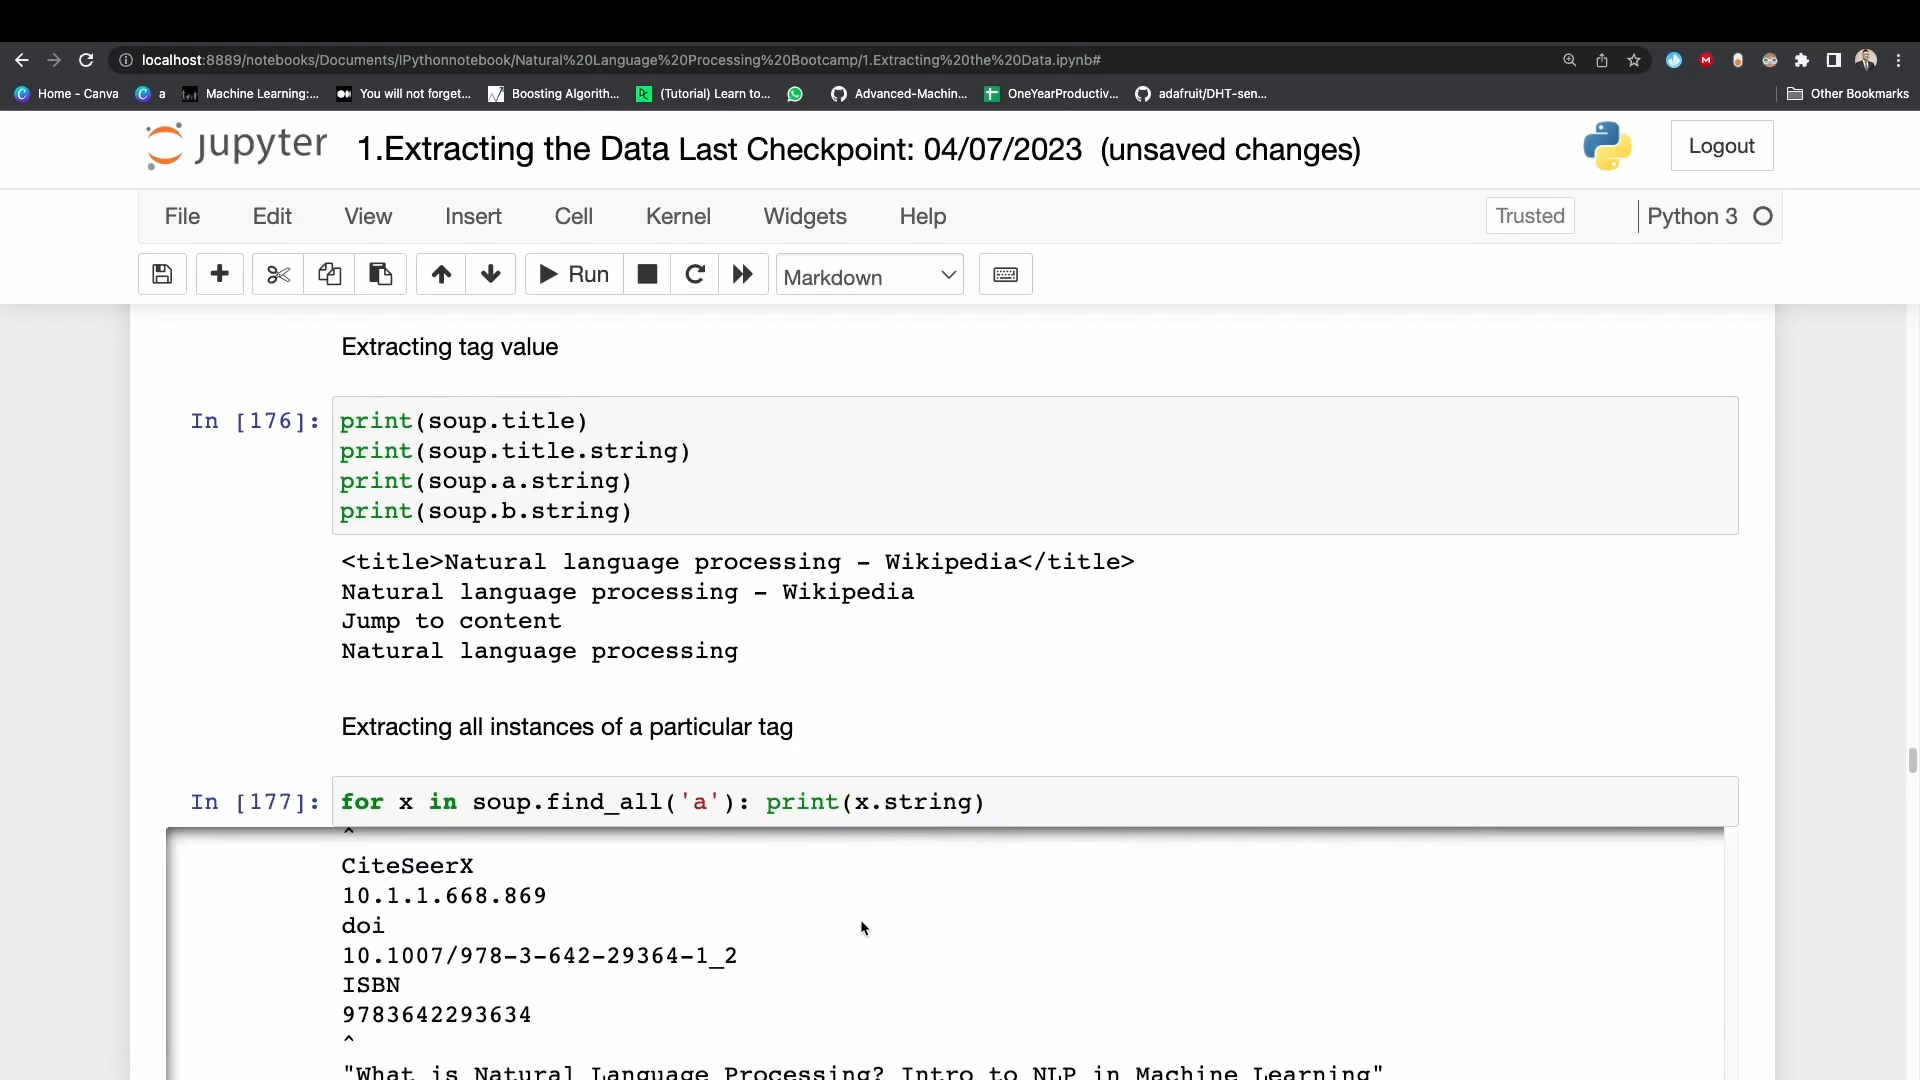 localhost:8889/notebooks/Documents/IPythonnotebook/Natural%20Language%20Processing%20Bootcamp/1.Extracting%20the%20Data.ipynb#
Home - Canva a Machine Learning:... You will not forget... Boosting Algorith... (Tutorial) Learn to... Advanced-Machin... OneYearProductiv... adafruit/DHT-sen... Other Bookmarks
jupyter 1.Extracting the Data Last Checkpoint: 04/07/2023 (unsaved changes) Logout
File Edit View Insert Cell Kernel Widgets Help Trusted Python 3
Run Markdown
Extracting tag value
In [176]: print(soup.title)
print(soup.title.string)
print(soup.a.string)
print(soup.b.string)
<title>Natural language processing - Wikipedia</title>
Natural language processing - Wikipedia
Jump to content
Natural language processing
Extracting all instances of a particular tag
In [177]: for x in soup.find_all('a'): print(x.string)
^
CiteSeerX
10.1.1.668.869
doi
10.1007/978-3-642-29364-1_2
ISBN
9783642293634
^
"What is Natural Language Processing? Intro to NLP in Machine Learning"